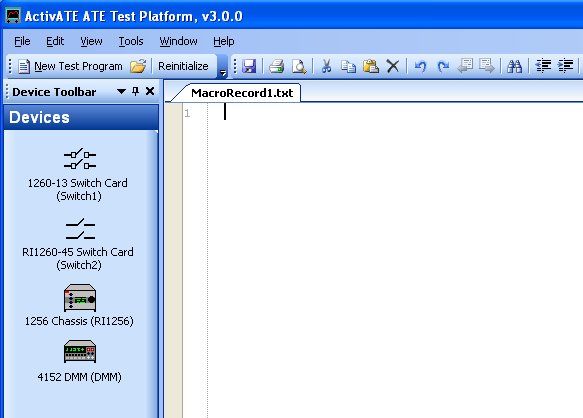 ActivATE ATE Test Platform, v3.0.0
File Edit View Tools Window Help
New Test Program Reinitialize
Device Toolbar
MacroRecord1.txt
Devices
1
1260-13 Switch Card
(Switch1)
RI1260-45 Switch Card
(Switch2)
1256 Chassis (RI1256)
4152 DMM (DMM)